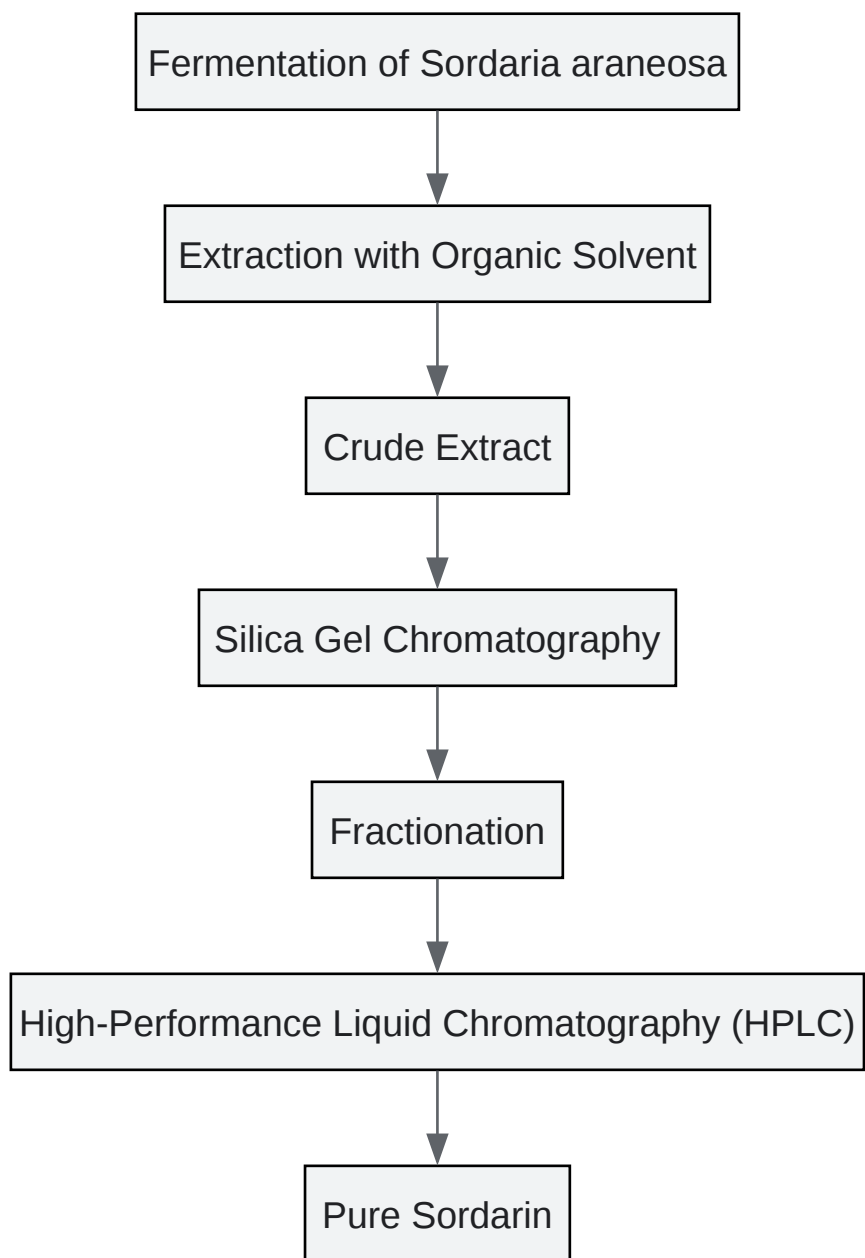 Fermentation of Sordaria araneosa
Extraction with Organic Solvent
Crude Extract
Silica Gel Chromatography
Fractionation
High-Performance Liquid Chromatography (HPLC)
Pure Sordarin